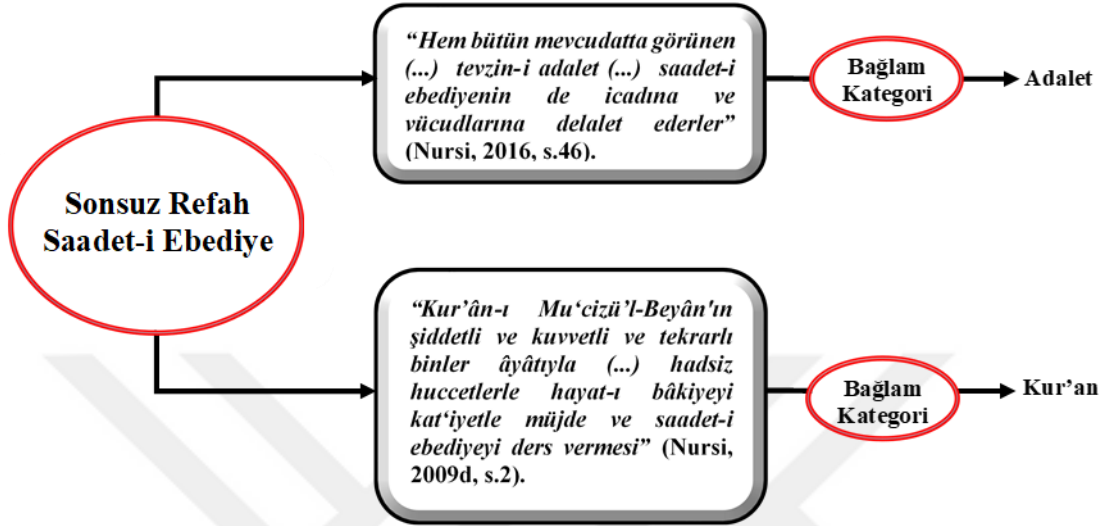 Sonsuz Refah
Saadet-i Ebediye
“Hem bütün mevcudatta görünen
(...) tevzin-i adalet (...) saadet-i
ebediyenin de icadına ve
vücudlarına delalet ederler”
(Nursi, 2016, s.46).
Bağlam
Kategori
Adalet
“Kur’ân-ı Mu‘cizü’l-Beyân'ın
şiddetli ve kuvvetli ve tekrarlı
binler âyâtıyla (...) hadsiz
huccetlerle hayat-ı bâkiyeyi
kat‘iyetle müjde ve saadet-i
ebediyeyi ders vermesi” (Nursi,
2009d, s.2).
Bağlam
Kategori
Kur’an